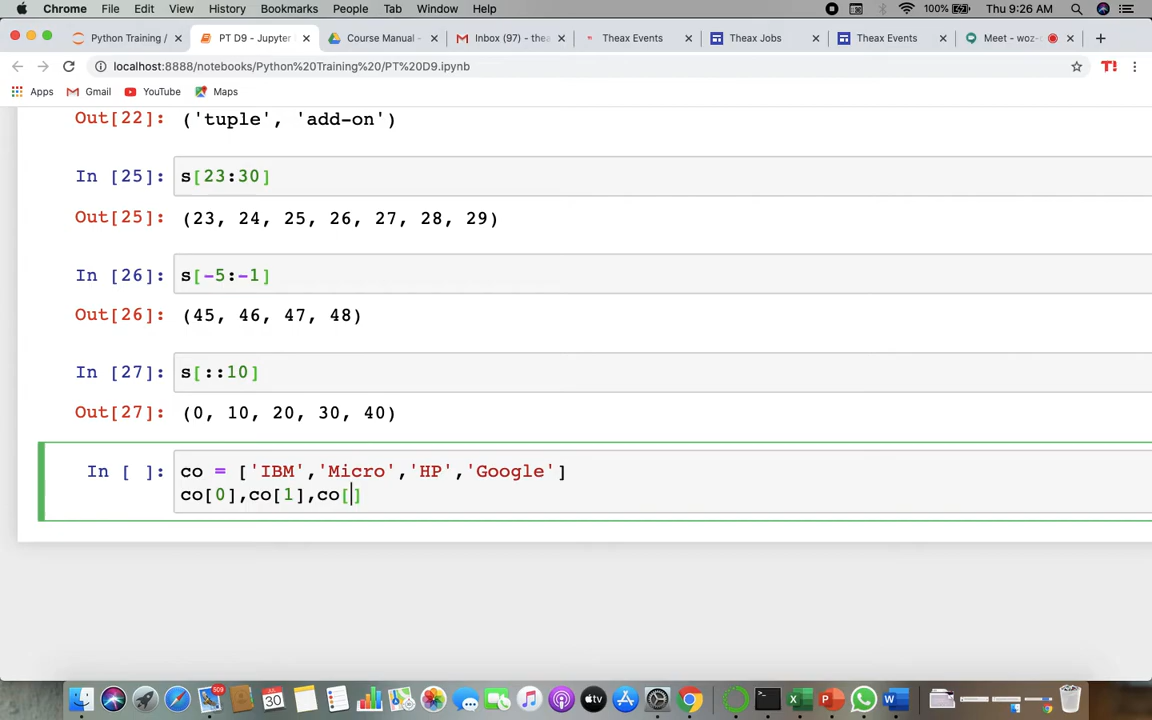 Chrome File Edit View History Bookmarks People Tab Window Help 100% Thu 9:26 AM
Python Training / PT D9 - Jupyter Course Manual - Inbox (97) - thea Theax Events Theax Jobs Theax Events Meet - woz-
localhost:8888/notebooks/Python%20Training%20/PT%20D9.ipynb T!
Apps Gmail YouTube Maps
Out[22]: ('tuple', 'add-on')
In [25]: s[23:30]
Out[25]: (23, 24, 25, 26, 27, 28, 29)
In [26]: s[-5:-1]
Out[26]: (45, 46, 47, 48)
In [27]: s[::10]
Out[27]: (0, 10, 20, 30, 40)
In [ ]: co = ['IBM','Micro','HP','Google']
co[0],co[1],co[]
509
30